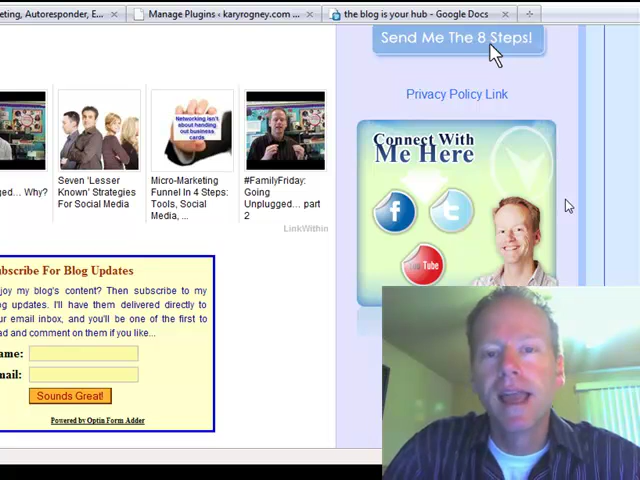 eting, Autoresponder, E...
Manage Plugins ‹ karyrogney.com ...
the blog is your hub - Google Docs
Send Me The 8 Steps!
Privacy Policy Link
Connect With
Me Here
You Tube
Networking isn't
about handing
out business
cards
ged... Why?
Seven 'Lesser
Known' Strategies
For Social Media
Micro-Marketing
Funnel In 4 Steps:
Tools, Social
Media, ...
#FamilyFriday:
Going
Unplugged... part
2
LinkWithin
ubscribe For Blog Updates
njoy my blog's content? Then subscribe to my
og updates. I'll have them delivered directly to
our email inbox, and you'll be one of the first to
ad and comment on them if you like...
ame:
mail:
Sounds Great!
Powered by Optin Form Adder